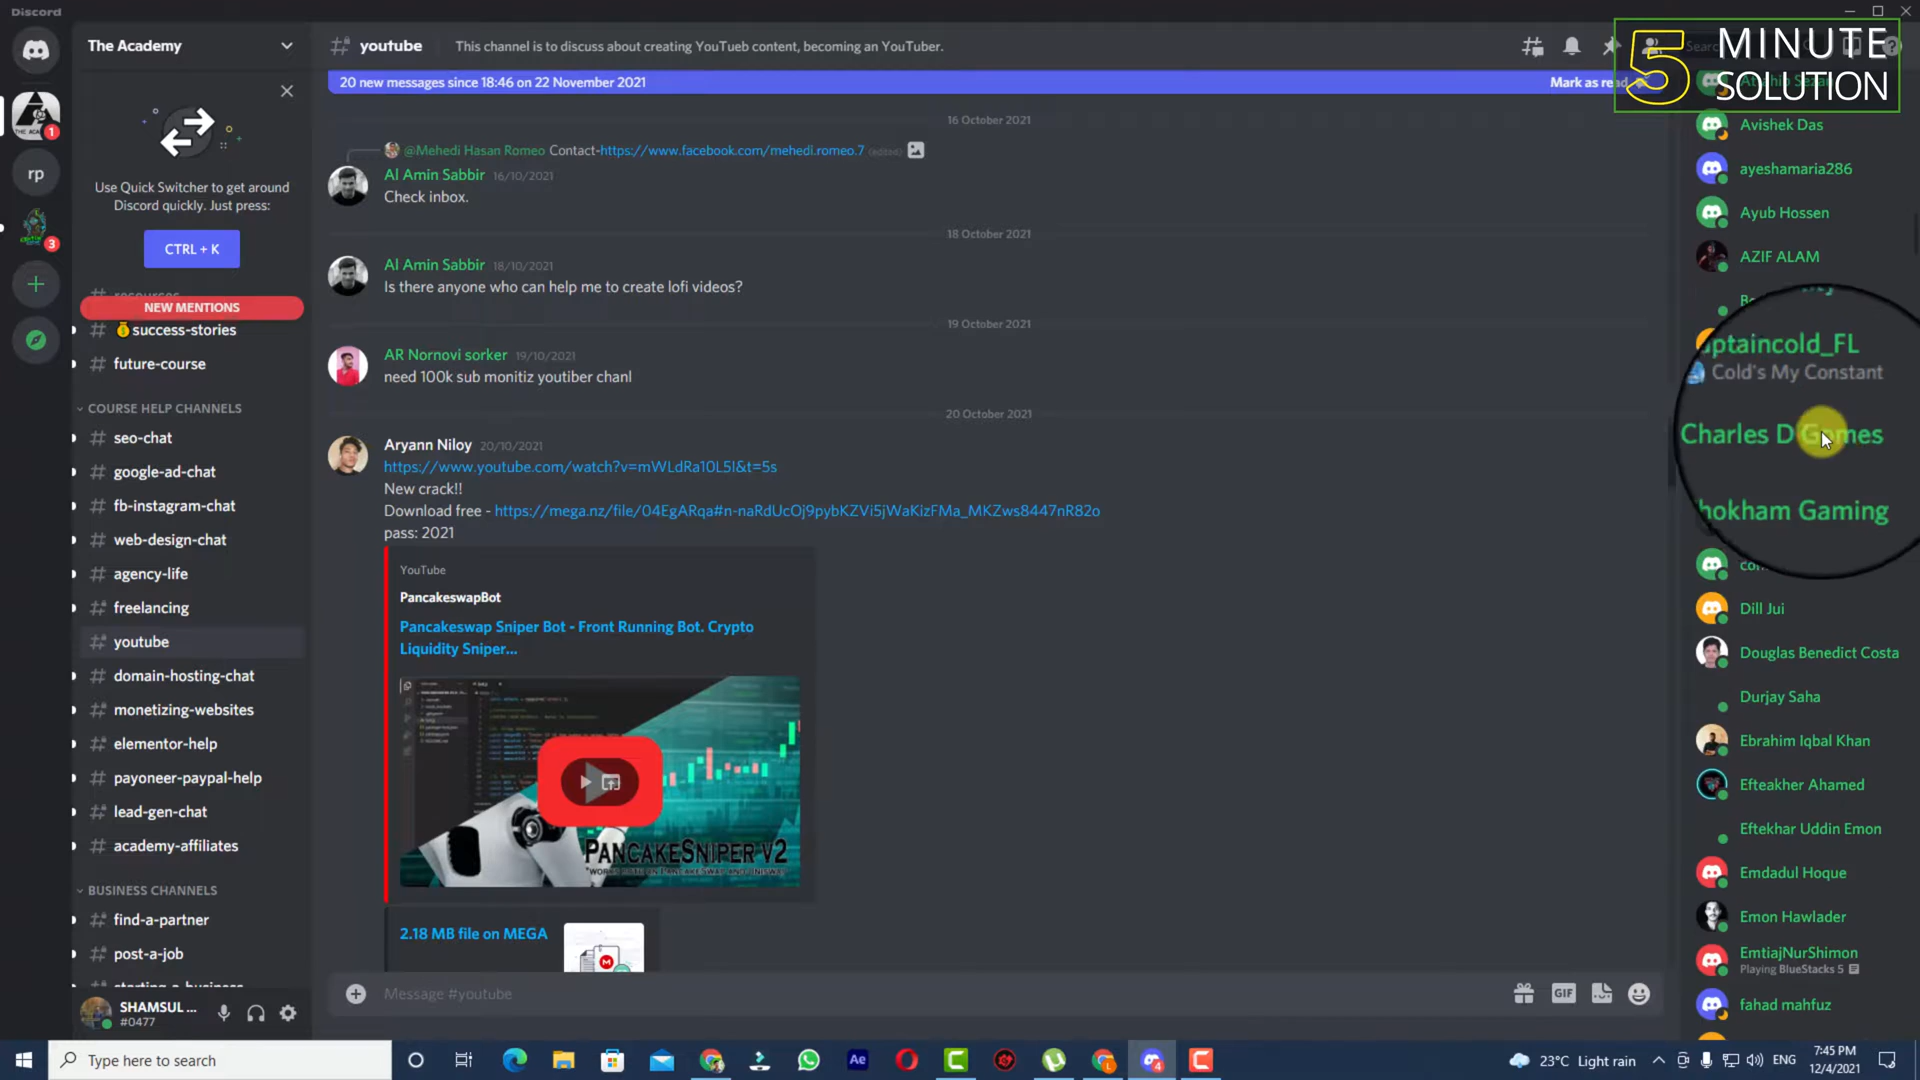 Discord
The Academy
youtube
This channel is to discuss about creating YouTueb content, becoming an YouTuber.
5 MINUTE
SOLUTION
20 new messages since 18:46 on 22 November 2021
Mark as read
1
rp
3
Use Quick Switcher to get around
Discord quickly. Just press:
CTRL + K
NEW MENTIONS
success-stories
future-course
COURSE HELP CHANNELS
seo-chat
google-ad-chat
fb-instagram-chat
web-design-chat
agency-life
freelancing
youtube
domain-hosting-chat
monetizing-websites
elementor-help
payoneer-paypal-help
lead-gen-chat
academy-affiliates
BUSINESS CHANNELS
find-a-partner
post-a-job
SHAMSUL ...
#0477
16 October 2021
@Mehedi Hasan Romeo Contact-https://www.facebook.com/mehedi.romeo.7 (edited)
Al Amin Sabbir 16/10/2021
Check inbox.
18 October 2021
Al Amin Sabbir 18/10/2021
Is there anyone who can help me to create lofi videos?
19 October 2021
AR Nornovi sorker 19/10/2021
need 100k sub monitiz youtiber chanl
20 October 2021
Aryann Niloy 20/10/2021
https://www.youtube.com/watch?v=mWLdRa10L5I&t=5s
New crack!!
Download free - https://mega.nz/file/04EgARqa#n-naRdUcOj9pybKZVi5jWaKizFMa_MKZws8447nR82o
pass: 2021
YouTube
PancakeswapBot
Pancakeswap Sniper Bot - Front Running Bot. Crypto
Liquidity Sniper...
PANCAKESNIPER V2
2.18 MB file on MEGA
Message #youtube
GIF
Avishek Das
ayeshamaria286
Ayub Hossen
AZIF ALAM
ptaincold_FL
Cold's My Constant
Charles D Games
hokham Gaming
Dill Jui
Douglas Benedict Costa
Durjay Saha
Ebrahim Iqbal Khan
Efteakher Ahamed
Eftekhar Uddin Emon
Emdadul Hoque
Emon Hawlader
EmtiajNurShimon
Playing BlueStacks 5
fahad mahfuz
Type here to search
Ae
23°C Light rain
ENG
7:45 PM
12/4/2021